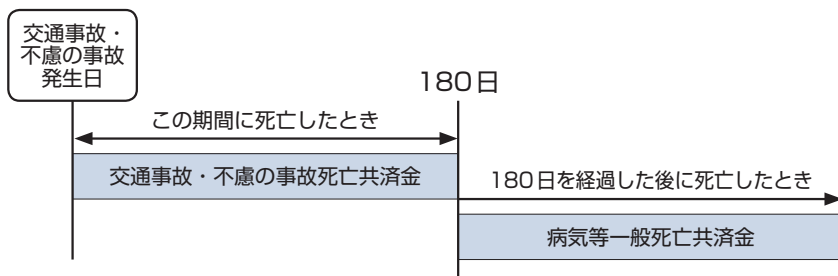 交通事故・
不慮の事故
発生日
180日
この期間に死亡したとき
交通事故・不慮の事故死亡共済金
180日を経過した後に死亡したとき
病気等一般死亡共済金